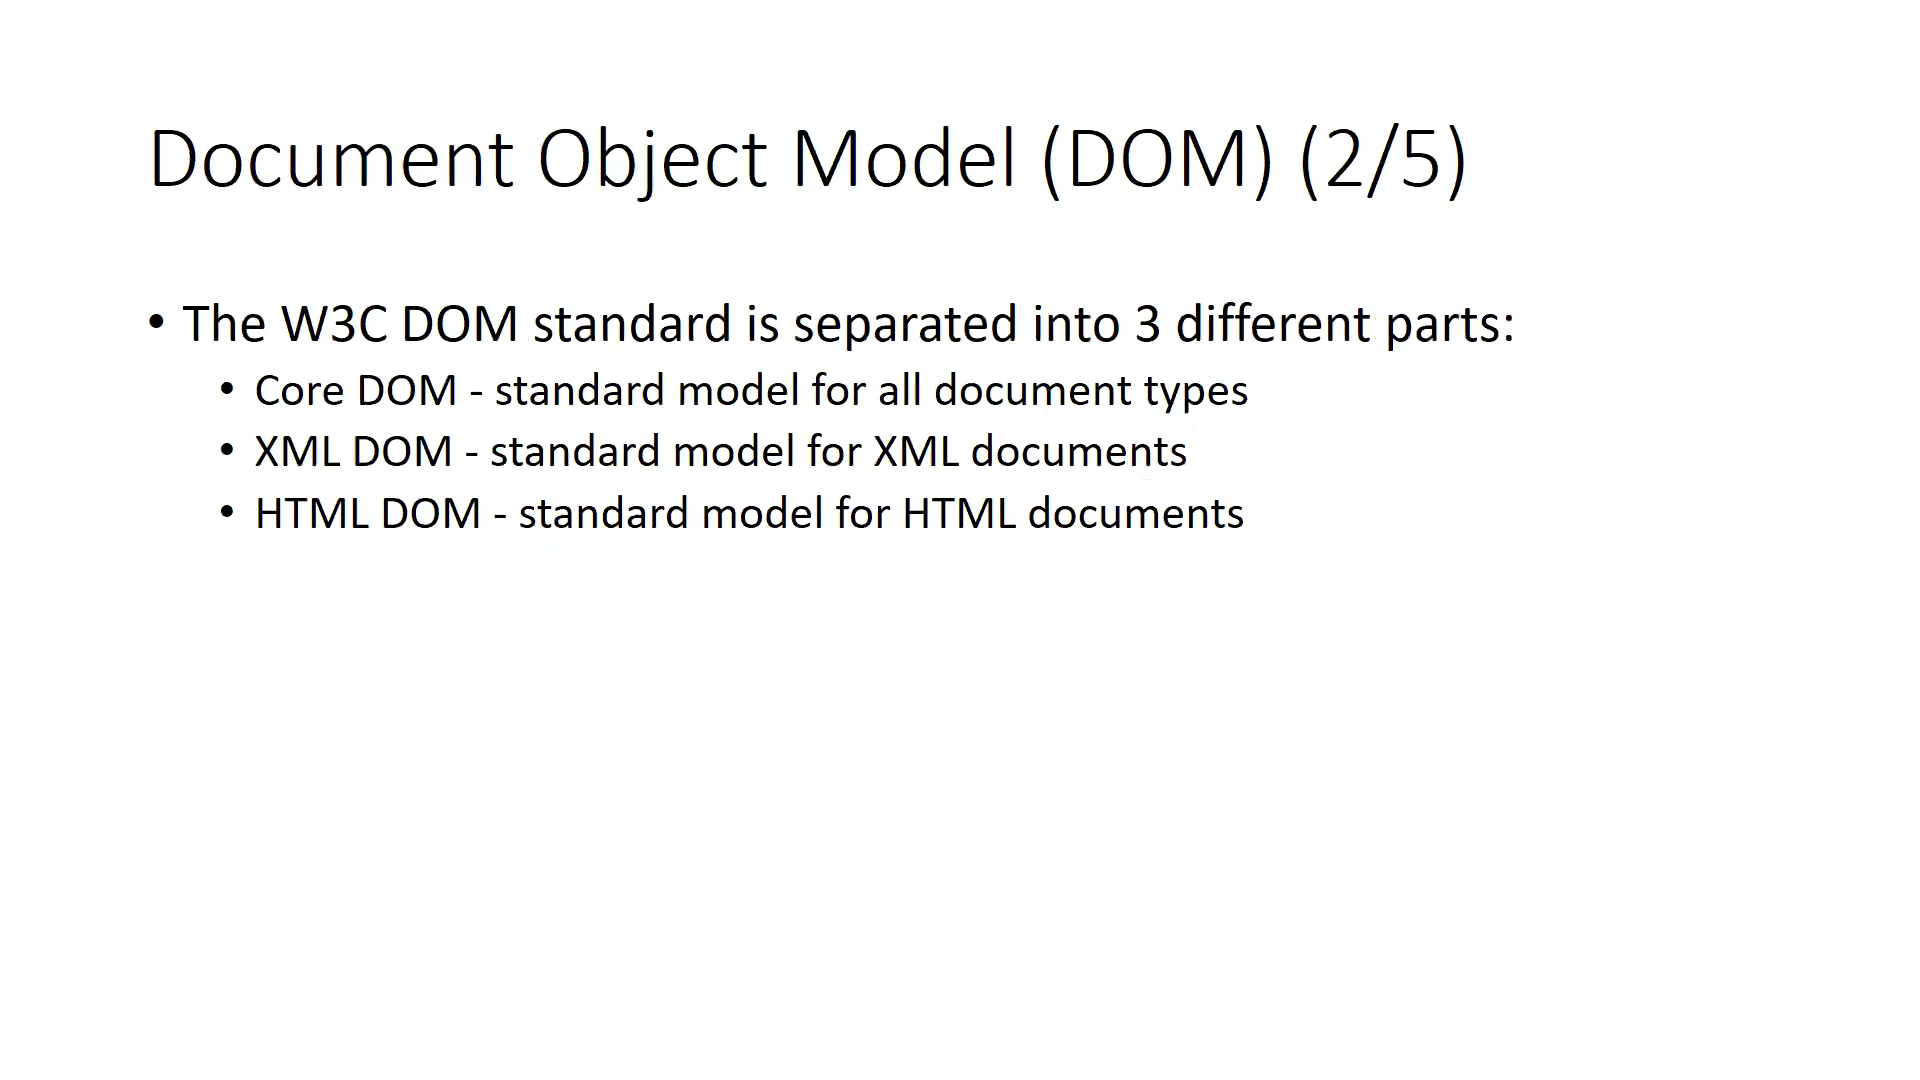 Document Object Model (DOM) (2/5)
• The W3C DOM standard is separated into 3 different parts:
• Core DOM - standard model for all document types
• XML DOM - standard model for XML documents
• HTML DOM - standard model for HTML documents